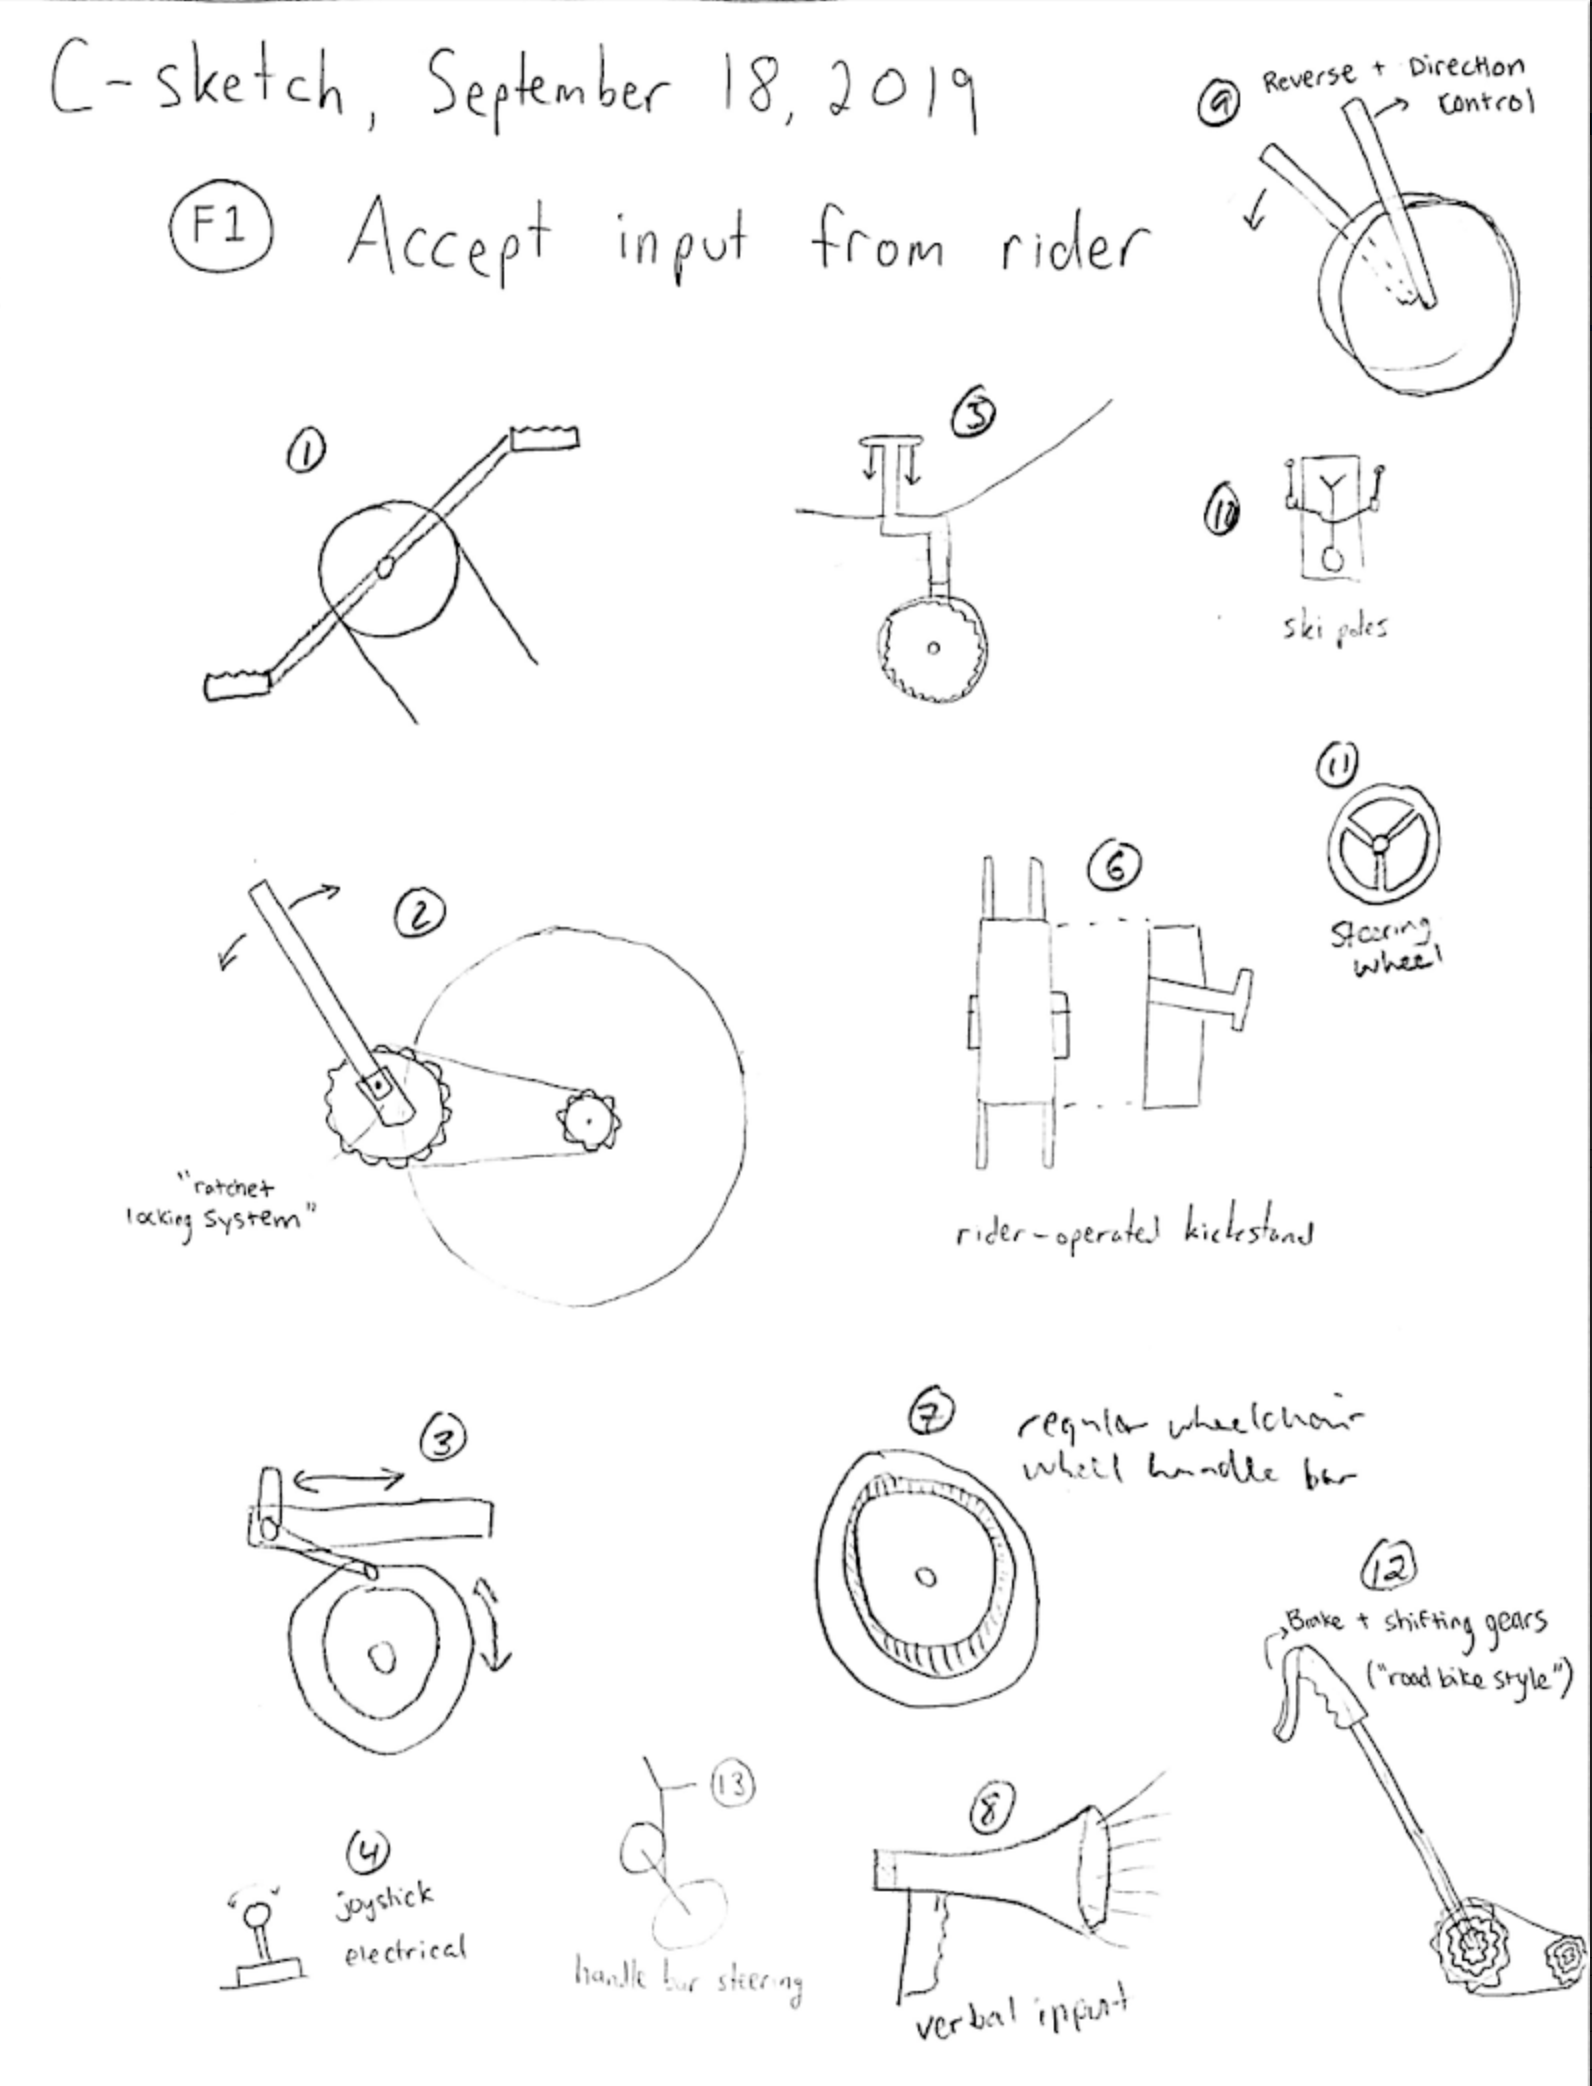 C-sketch, September 18, 2019
F1 Accept input from rider
9 Reverse + Direction
Control
1
5
10
ski poles
11
Steering
wheel
2
"ratchet
locking System"
6
rider-operated kickstand
3
7 regular wheelchair
wheel handle bar
12
Brake + shifting gears
("road bike style")
4
joystick
electrical
13
handle bar steering
8
verbal input